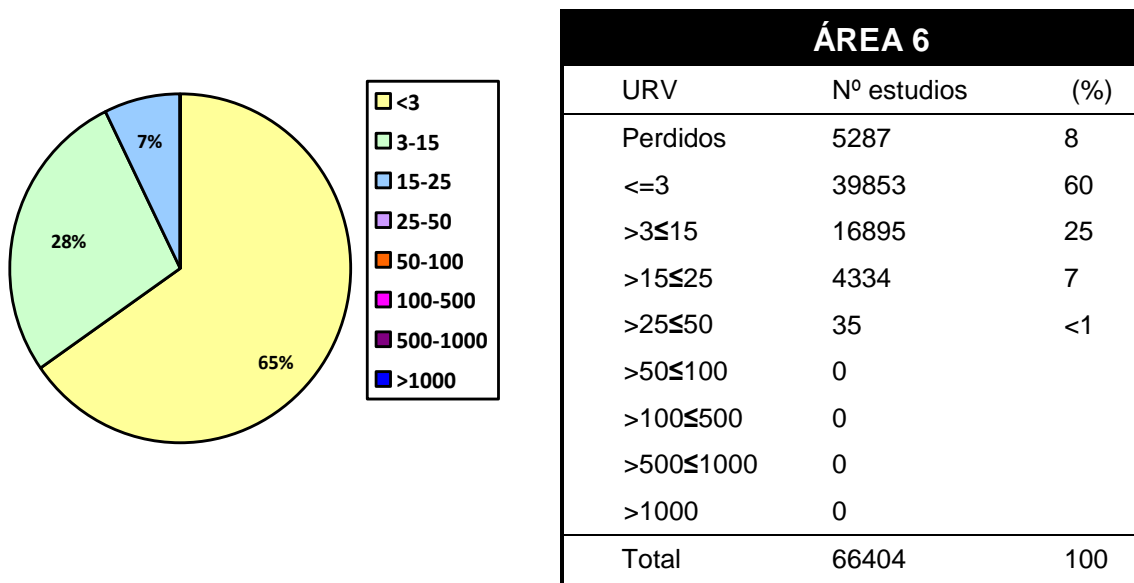 7%
28%
65%
<3
3-15
15-25
25-50
50-100
100-500
500-1000
>1000
ÁREA 6
URV Nº estudios (%)
Perdidos 5287 8
<=3 39853 60
>3≤15 16895 25
>15≤25 4334 7
>25≤50 35 <1
>50≤100 0
>100≤500 0
>500≤1000 0
>1000 0
Total 66404 100